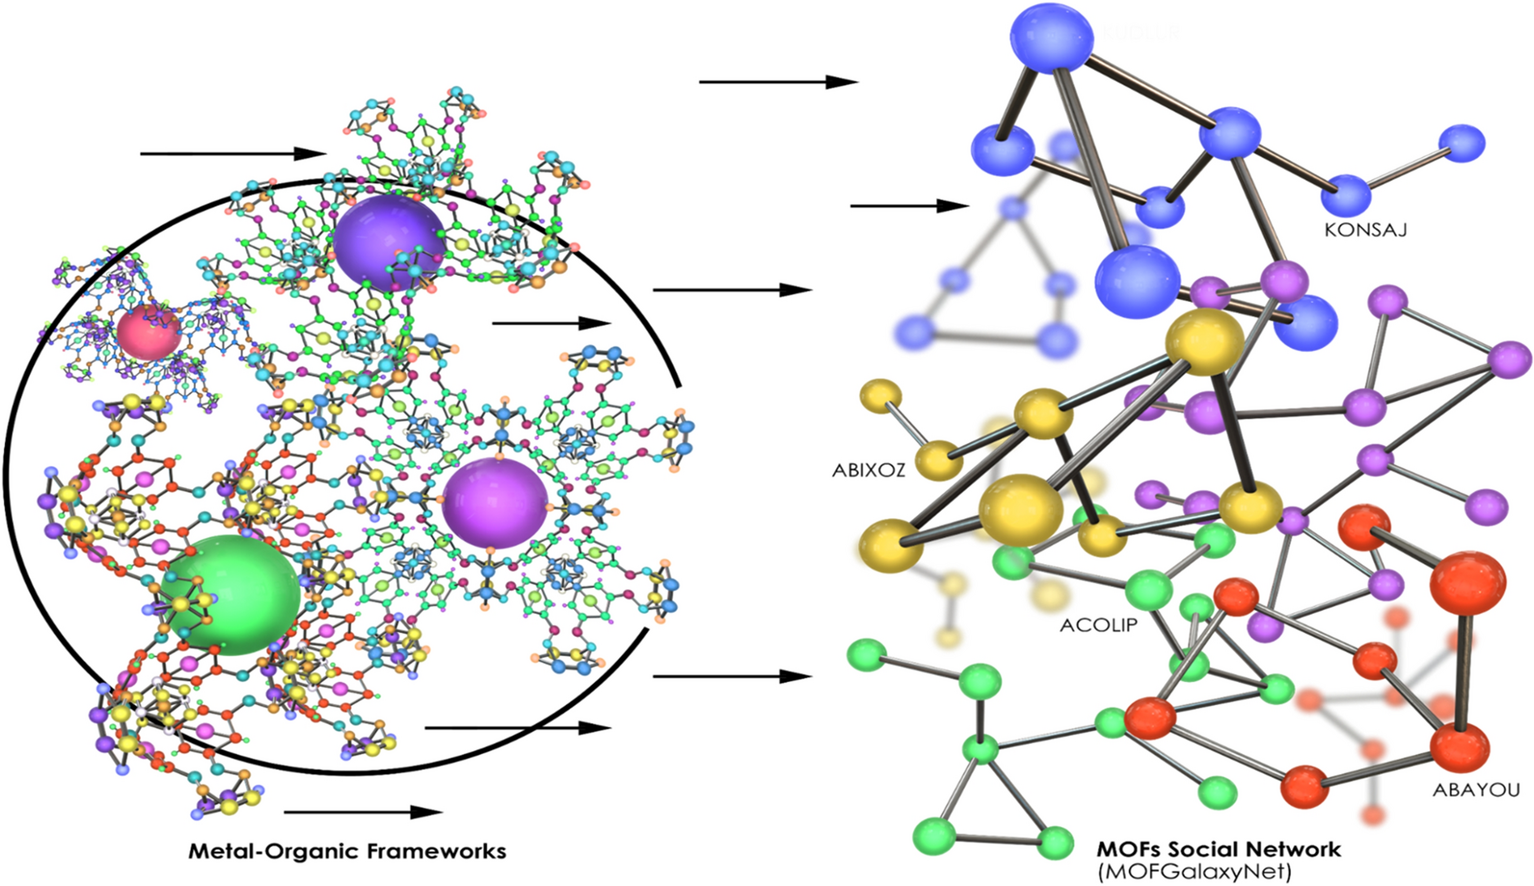 KONSAJ
ABIXOZ
ACOLIP
ABAYOU
Metal-Organic Frameworks
MOFs Social Network
(MOFGalaxyNet)